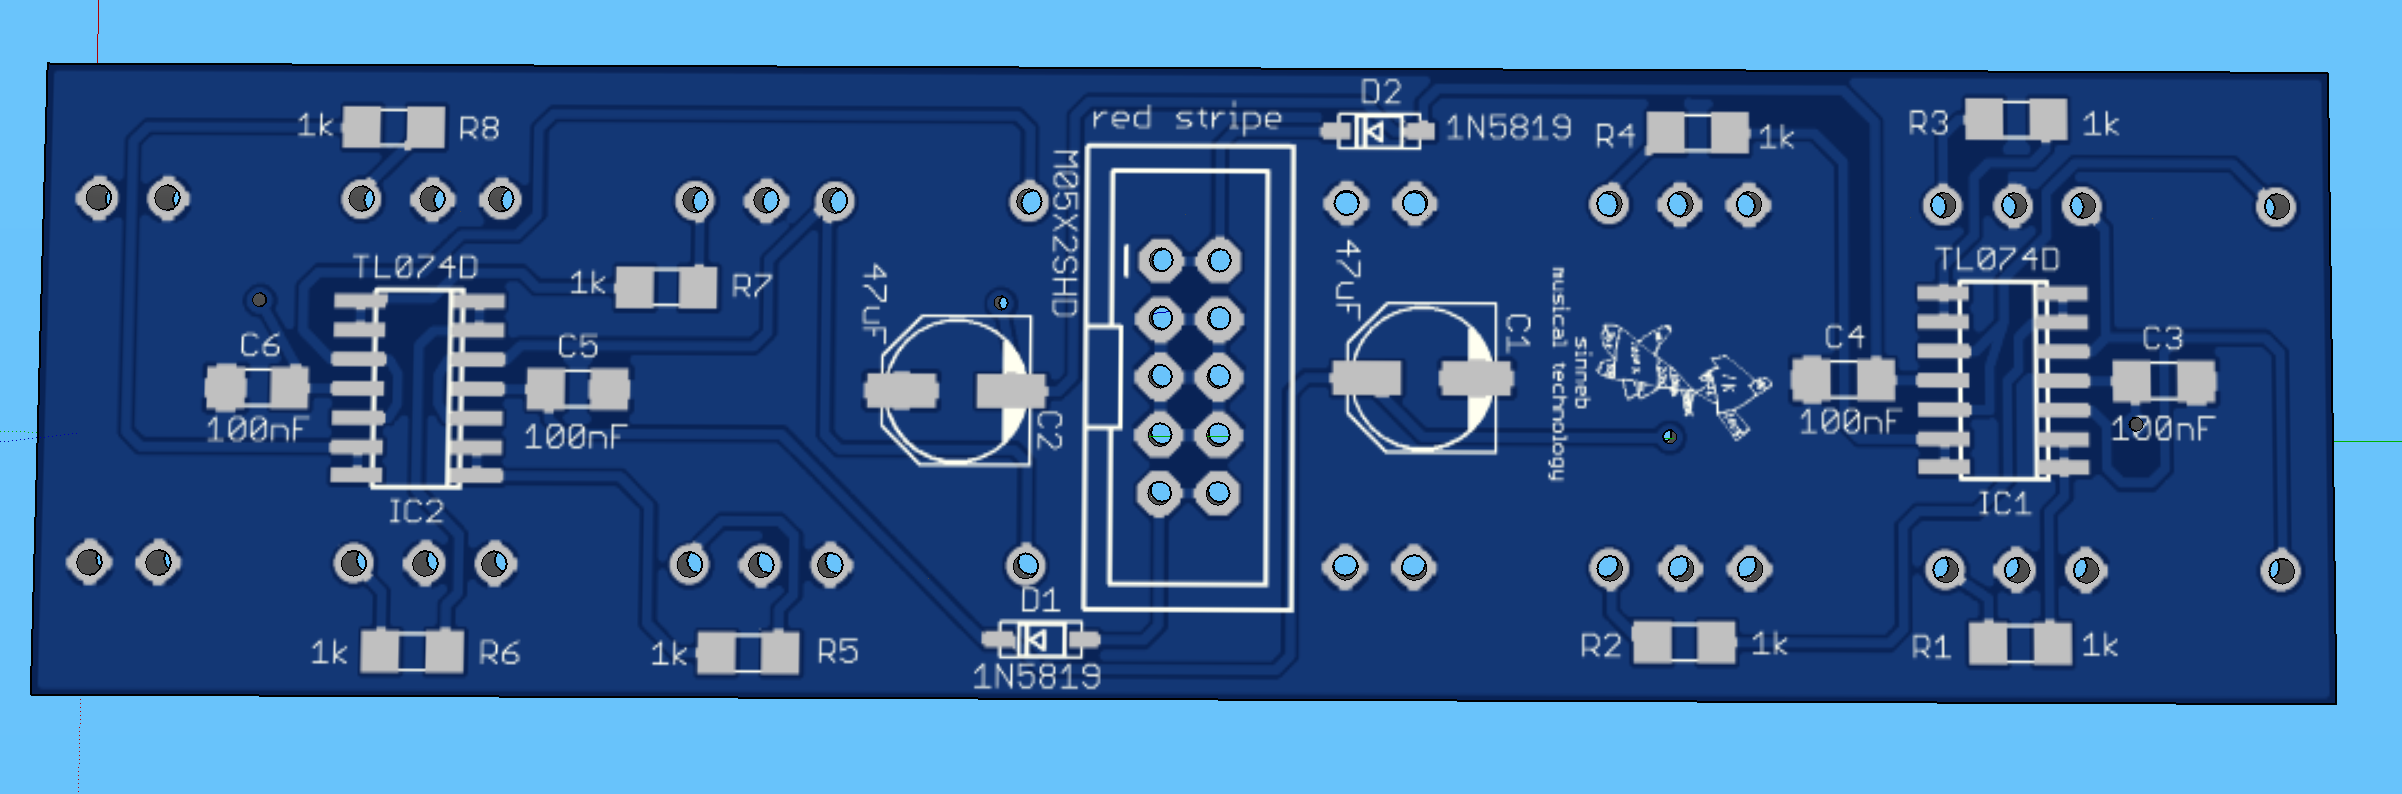 D2
red stripe
1N5819
1k
R8
R4
1k
R3
1k
M05X2SHD
TL074D
1k
R7
47uF
47uF
TL074D
C6
C5
C1
musical technology
sinneb
C4
C3
100nF
100nF
C2
100nF
100nF
IC2
IC1
D1
1k
R6
1k
R5
1N5819
R2
1k
R1
1k